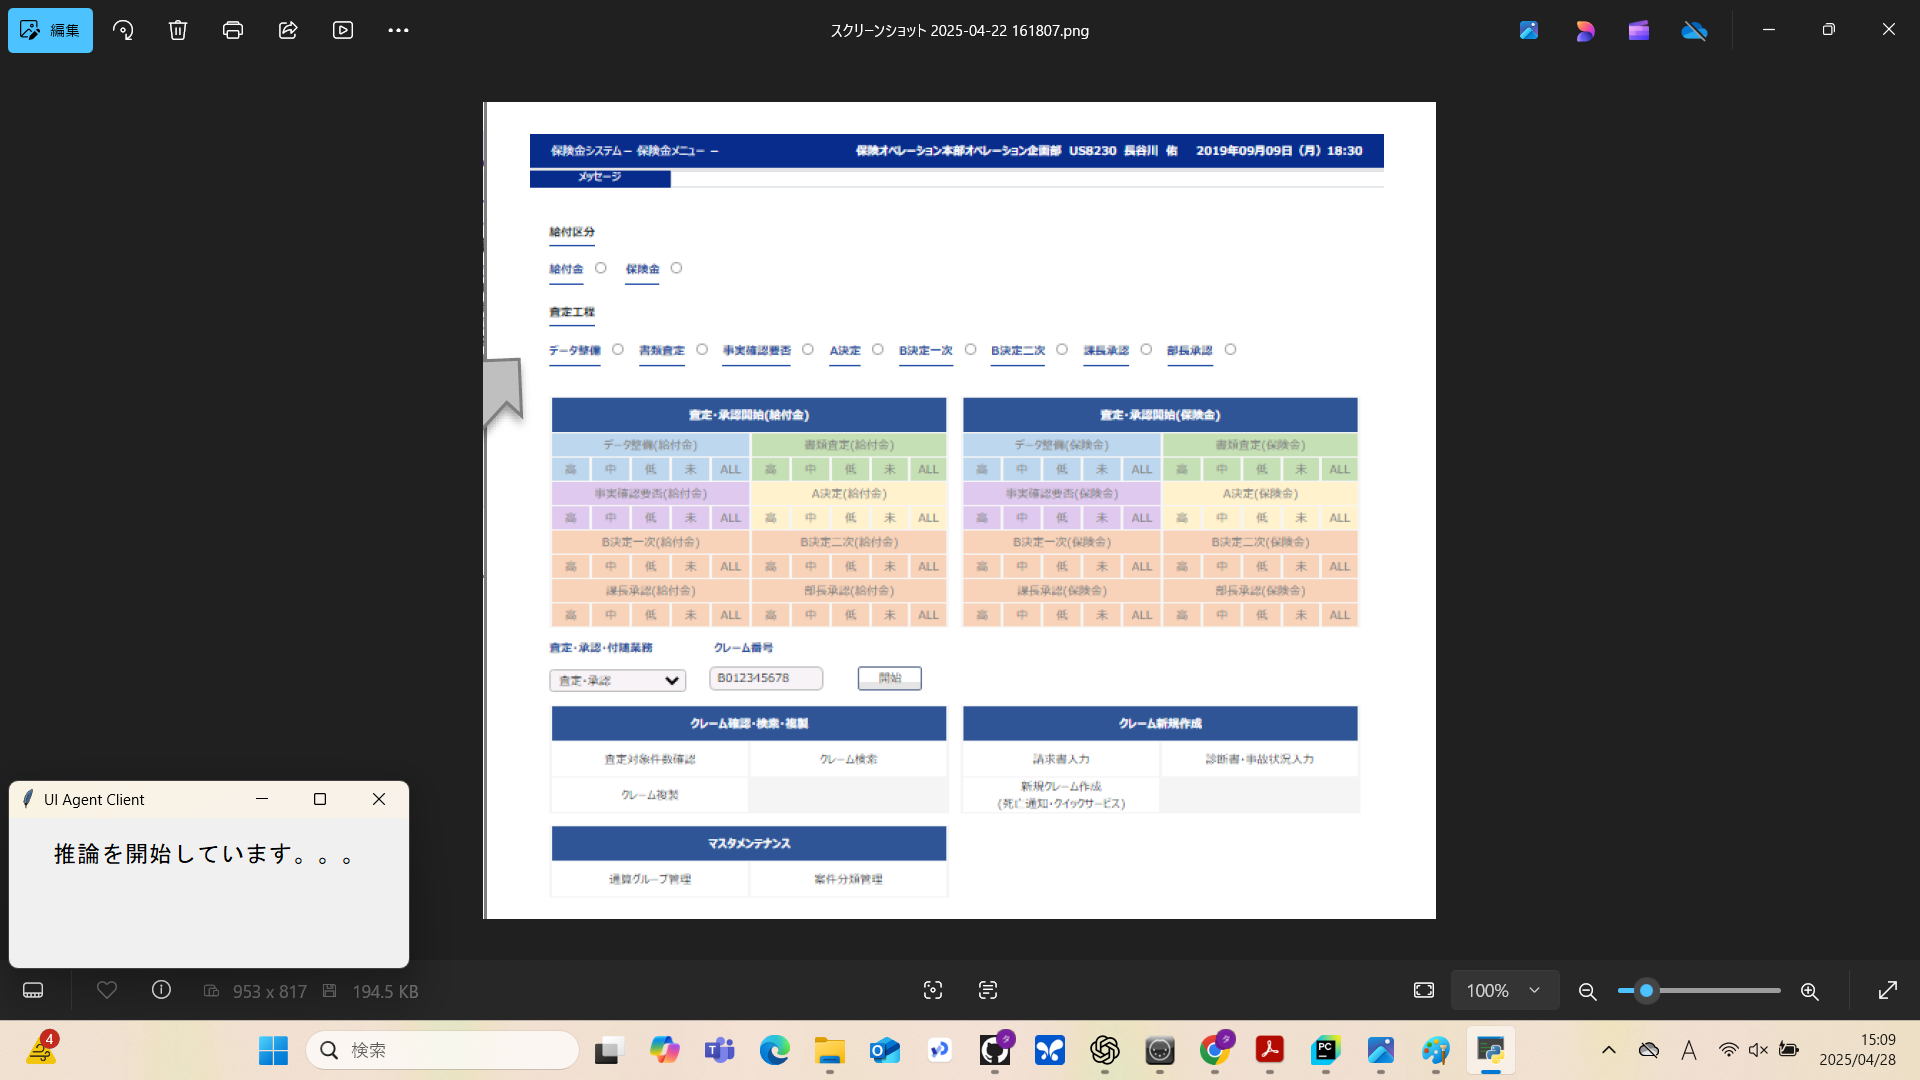 編集
スクリーンショット 2025-04-22 161807.png
保険金システム－ 保険金メニュー －
保険オペレーション本部オペレーション企画部 US8230 長谷川 佑 2019年09月09日（月）18:30
メッセージ
給付区分
給付金 保険金
査定工程
データ整備 書類査定 事実確認要否 A決定 B決定一次 B決定二次 課長承認 部長承認
査定・承認開始(給付金) 査定・承認開始(保険金)
データ整備(給付金) 書類査定(給付金) データ整備(保険金) 書類査定(保険金)
高 中 低 未 ALL 高 中 低 未 ALL 高 中 低 未 ALL 高 中 低 未 ALL
事実確認要否(給付金) A決定(給付金) 事実確認要否(保険金) A決定(保険金)
高 中 低 未 ALL 高 中 低 未 ALL 高 中 低 未 ALL 高 中 低 未 ALL
B決定一次(給付金) B決定二次(給付金) B決定一次(保険金) B決定二次(保険金)
高 中 低 未 ALL 高 中 低 未 ALL 高 中 低 未 ALL 高 中 低 未 ALL
課長承認(給付金) 部長承認(給付金) 課長承認(保険金) 部長承認(保険金)
高 中 低 未 ALL 高 中 低 未 ALL 高 中 低 未 ALL 高 中 低 未 ALL
査定・承認・付随業務 クレーム番号
査定・承認 B012345678 開始
クレーム確認・検索・複製 クレーム新規作成
査定対象件数確認 クレーム検索 請求書入力 診断書・事故状況入力
クレーム複製 新規クレーム作成
(死亡通知・クイックサービス)
マスタメンテナンス
通算グループ管理 案件分類管理
UI Agent Client
推論を開始しています。。。
953 x 817 194.5 KB
100%
4
検索
PC
A
15:09
2025/04/28